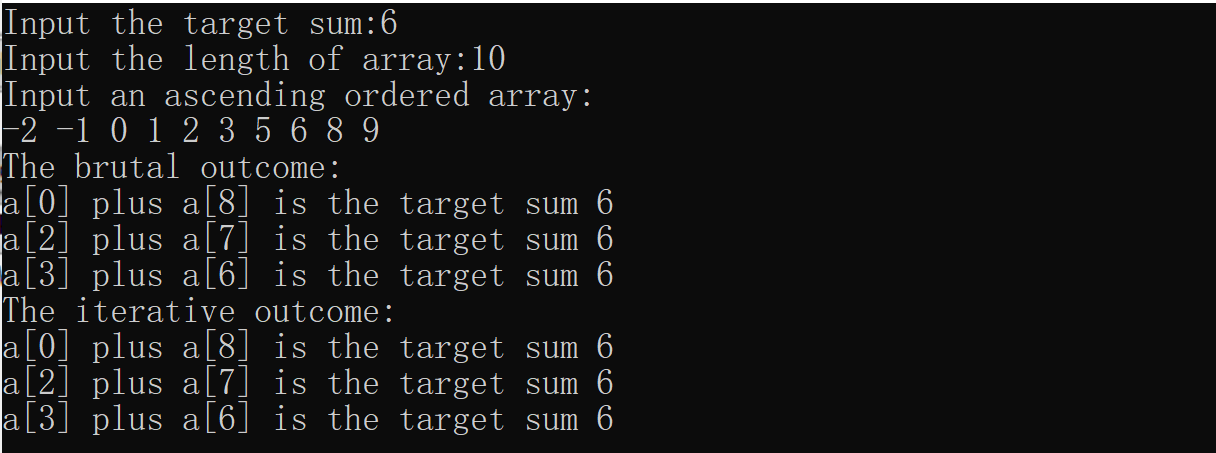 Input the target sum:6
Input the length of array:10
Input an ascending ordered array:
-2 -1 0 1 2 3 5 6 8 9
The brutal outcome:
a[0] plus a[8] is the target sum 6
a[2] plus a[7] is the target sum 6
a[3] plus a[6] is the target sum 6
The iterative outcome:
a[0] plus a[8] is the target sum 6
a[2] plus a[7] is the target sum 6
a[3] plus a[6] is the target sum 6